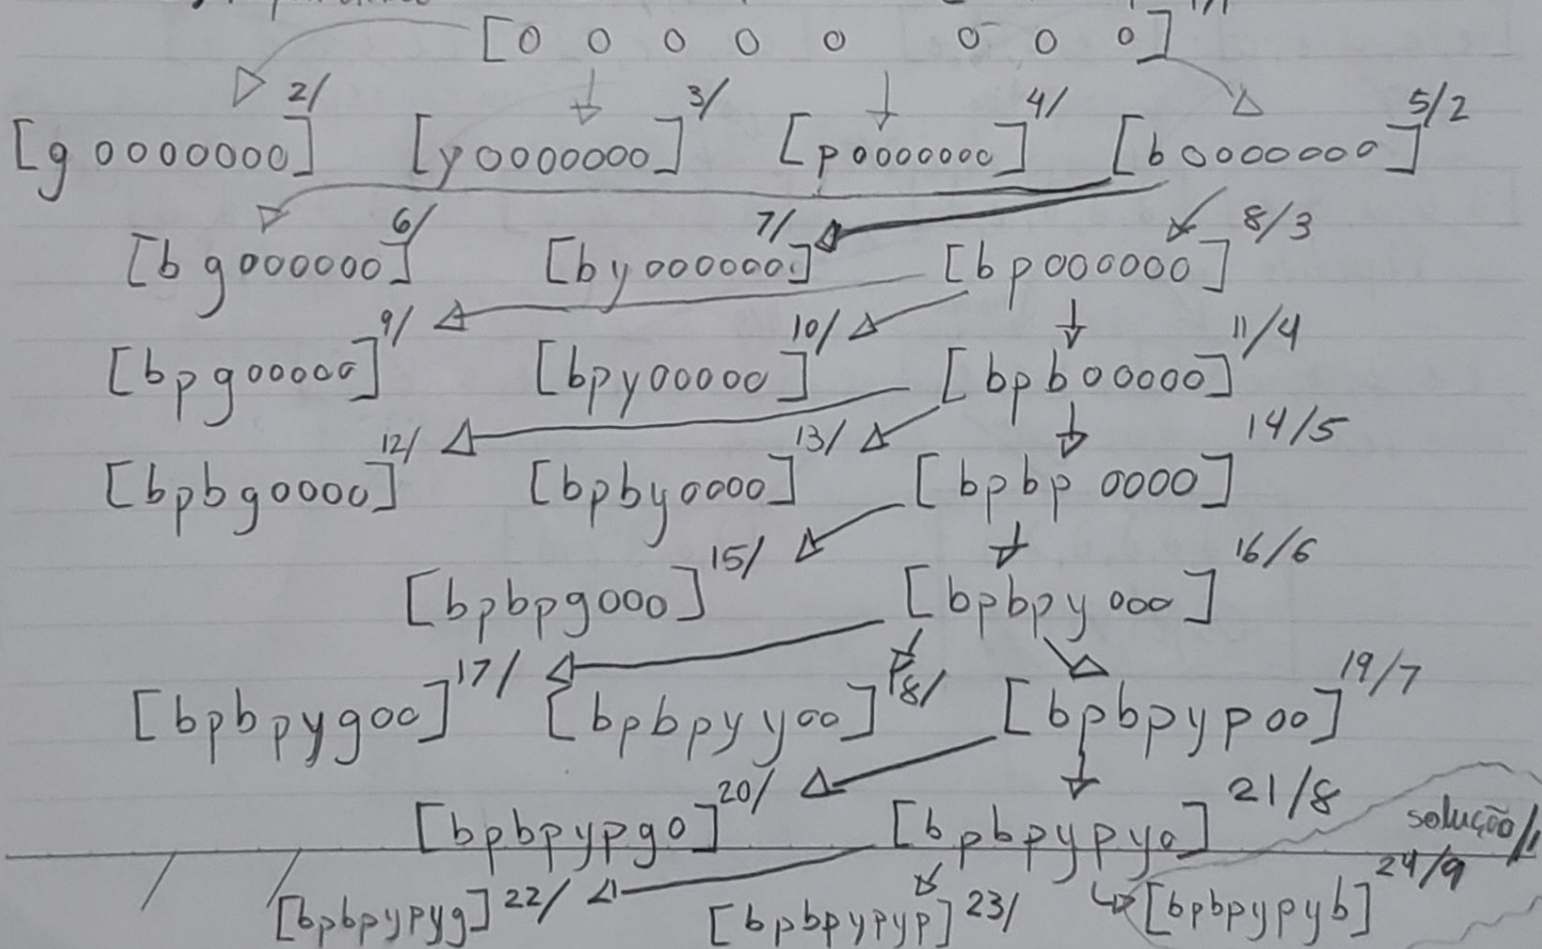 [0 0 0 0 0 0 0 0] 1/1
[g 0000000] 2/ [y 0000000] 3/ [p 0000000] 4/ [b 0000000] 5/2
[b g000000] 6/ [b y 000000] 7/ [b p 000000] 8/3
[b p g 00000] 9/ [b p y 00000] 10/ [b p b 00000] 11/4
[b p b g 0000] 12/ [b p b y 0000] 13/ [b p b p 0000] 14/5
[b p b p g 000] 15/ [b p b p y 000] 16/6
[b p b p y g 00] 17/ [b p b p y y 00] 18/ [b p b p y p 00] 19/7
[b p b p y p g 0] 20/ [b p b p y p y 0] 21/8 solução/1
[b p b p y p y g] 22/ [b p b p y p y p] 23/ [b p b p y p y b] 24/9